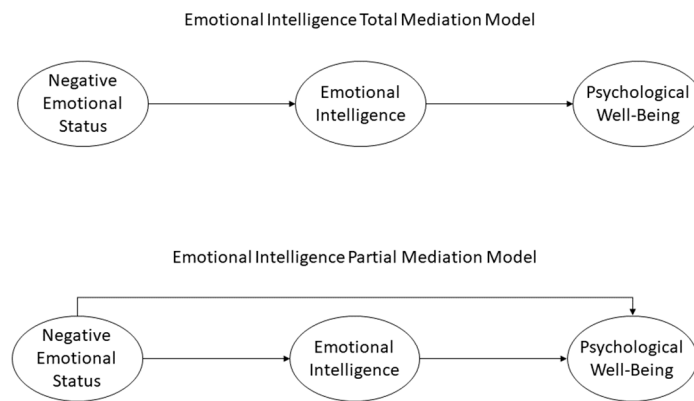 Emotional Intelligence Total Mediation Model
Negative
Emotional
Status
Emotional
Intelligence
Psychological
Well-Being
Emotional Intelligence Partial Mediation Model
Negative
Emotional
Status
Emotional
Intelligence
Psychological
Well-Being